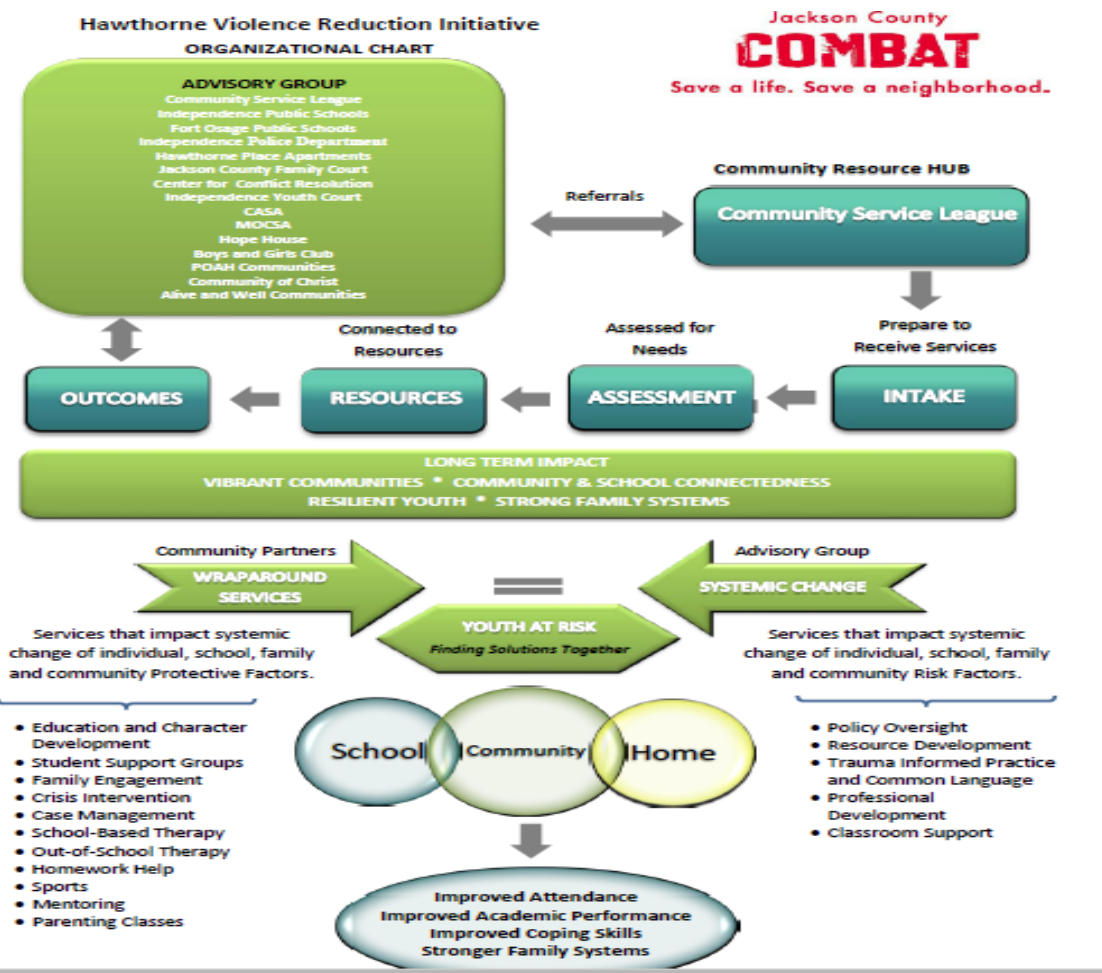 Hawthorne Violence Reduction Initiative
ORGANIZATIONAL CHART
Jackson County
COMBAT
Save a life. Save a neighborhood.
ADVISORY GROUP
Community Service League
Independence Public Schools
Fort Osage Public Schools
Independence Police Department
Hawthorne Place Apartments
Jackson County Family Court
Center for Conflict Resolution
Independence Youth Court
CASA
MOCSA
Hope House
Boys and Girls Club
POAH Communities
Community of Christ
Alive and Well Communities
Referrals
Community Resource HUB
Community Service League
Prepare to
Receive Services
INTAKE
Assessed for
Needs
ASSESSMENT
Connected to
Resources
RESOURCES
OUTCOMES
LONG TERM IMPACT
VIBRANT COMMUNITIES * COMMUNITY & SCHOOL CONNECTEDNESS
RESILIENT YOUTH * STRONG FAMILY SYSTEMS
Community Partners
WRAPAROUND
SERVICES
Services that impact systemic
change of individual, school, family
and community Protective Factors.
• Education and Character
Development
• Student Support Groups
• Family Engagement
• Crisis Intervention
• Case Management
• School-Based Therapy
• Out-of-School Therapy
• Homework Help
• Sports
• Mentoring
• Parenting Classes
=
YOUTH AT RISK
Finding Solutions Together
School
Community
Home
Improved Attendance
Improved Academic Performance
Improved Coping Skills
Stronger Family Systems
Advisory Group
SYSTEMIC CHANGE
Services that impact systemic
change of individual, school, family
and community Risk Factors.
• Policy Oversight
• Resource Development
• Trauma Informed Practice
and Common Language
• Professional
Development
• Classroom Support